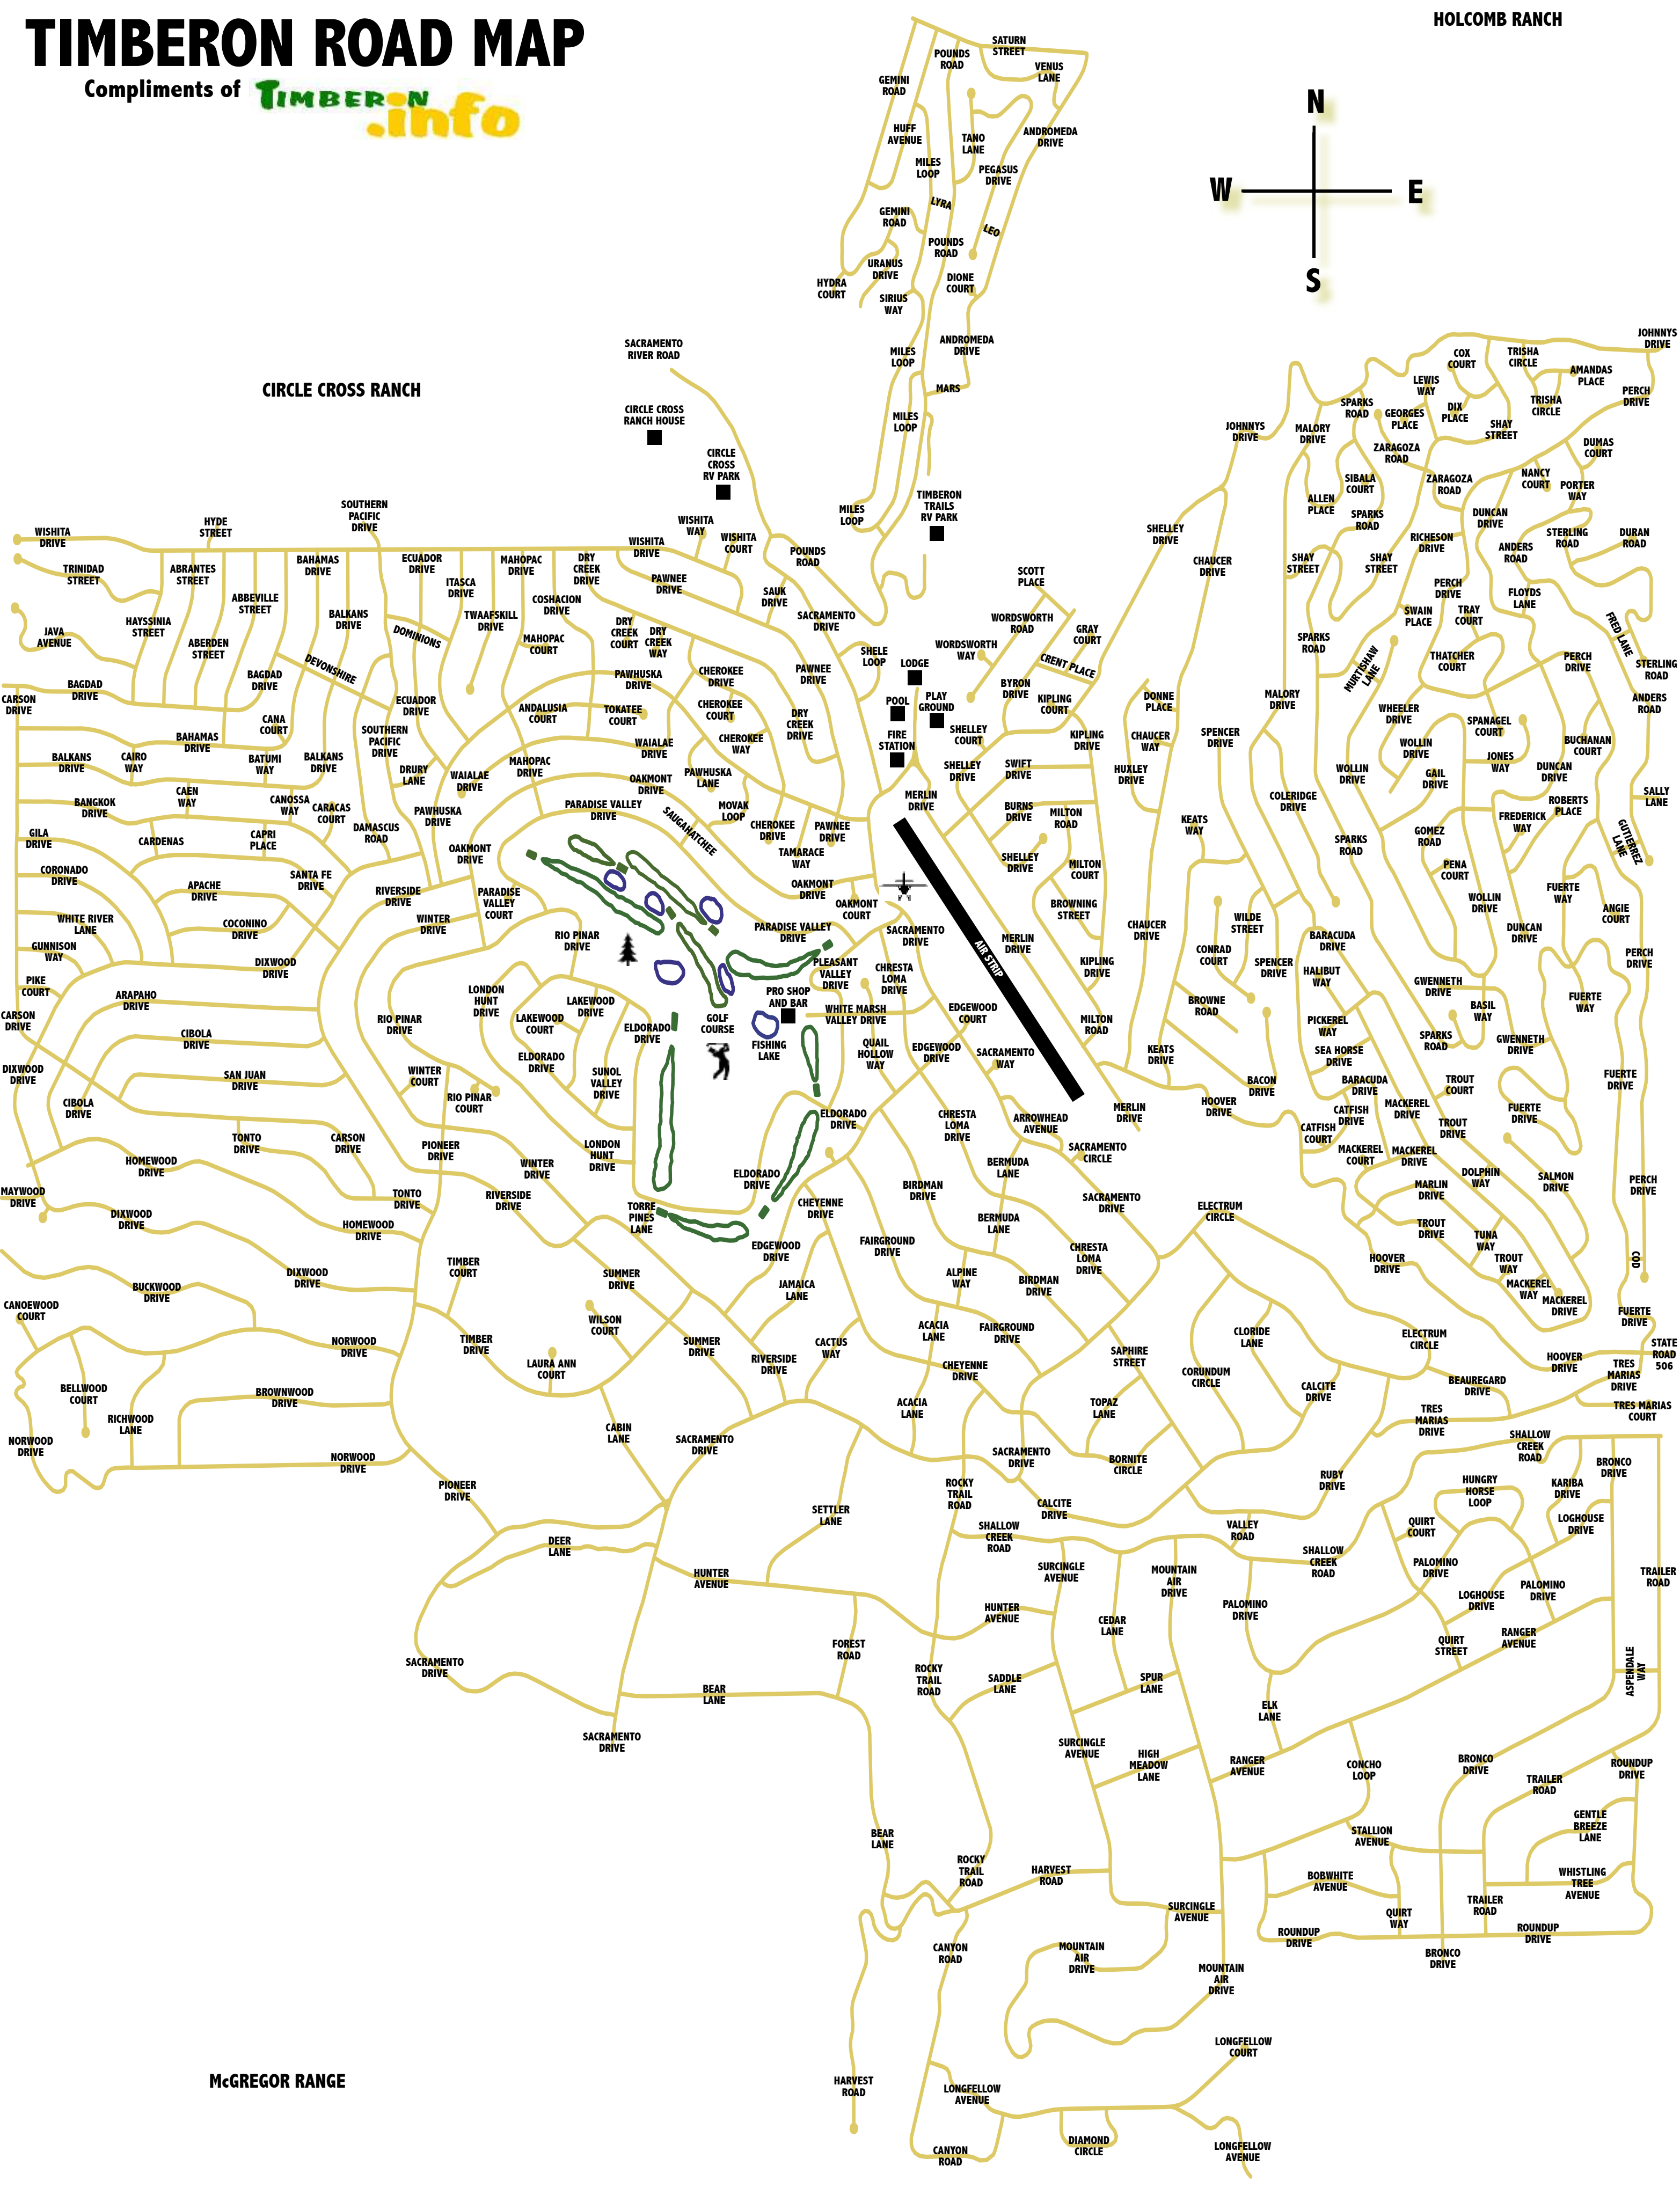 TIMBERON ROAD MAP
Compliments of TIMBERON
.info
HOLCOMB RANCH
N
W
E
S
SATURN
STREET
POUNDS
ROAD
VENUS
LANE
GEMINI
ROAD
HUFF
AVENUE
TANO
LANE
ANDROMEDA
DRIVE
MILES
LOOP
PEGASUS
DRIVE
LYRA
GEMINI
ROAD
LEO
POUNDS
ROAD
URANUS
DRIVE
HYDRA
COURT
DIONE
COURT
SIRIUS
WAY
ANDROMEDA
DRIVE
MILES
LOOP
MARS
MILES
LOOP
MILES
LOOP
SACRAMENTO
RIVER ROAD
CIRCLE CROSS RANCH
CIRCLE CROSS
RANCH HOUSE
CIRCLE
CROSS
RV PARK
TIMBERON
TRAILS
RV PARK
WISHITA
DRIVE
HYDE
STREET
SOUTHERN
PACIFIC
DRIVE
WISHITA
WAY
WISHITA
DRIVE
WISHITA
COURT
POUNDS
ROAD
TRINIDAD
STREET
ABRANTES
STREET
BAHAMAS
DRIVE
ECUADOR
DRIVE
ITASCA
DRIVE
MAHOPAC
DRIVE
DRY
CREEK
DRIVE
PAWNEE
DRIVE
SAUK
DRIVE
SACRAMENTO
DRIVE
ABBEVILLE
STREET
BALKANS
DRIVE
TWAAFSKILL
DRIVE
COSHACION
DRIVE
JAVA
AVENUE
HAYSSINIA
STREET
ABERDEN
STREET
DOMINIONS
MAHOPAC
COURT
DRY
CREEK
COURT
DRY
CREEK
WAY
DEVONSHIRE
BAGDAD
DRIVE
BAGDAD
DRIVE
CARSON
DRIVE
PAWHUSKA
DRIVE
CHEROKEE
DRIVE
PAWNEE
DRIVE
SHELE
LOOP
LODGE
ECUADOR
DRIVE
ANDALUSIA
COURT
TOKATEE
COURT
CHEROKEE
COURT
DRY
CREEK
DRIVE
POOL
PLAY
GROUND
FIRE
STATION
CANA
COURT
SOUTHERN
PACIFIC
DRIVE
BAHAMAS
DRIVE
WAIALAE
DRIVE
CHEROKEE
WAY
BALKANS
DRIVE
CAIRO
WAY
BATUMI
WAY
BALKANS
DRIVE
DRURY
LANE
WAIALAE
DRIVE
MAHOPAC
DRIVE
OAKMONT
DRIVE
PAWHUSKA
LANE
MERLIN
DRIVE
CAEN
WAY
BANGKOK
DRIVE
CANOSSA
WAY
CARACAS
COURT
PAWHUSKA
DRIVE
PARADISE VALLEY
DRIVE
SAUGAHATCHEE
MOVAK
LOOP
CHEROKEE
DRIVE
PAWNEE
DRIVE
GILA
DRIVE
CARDENAS
CAPRI
PLACE
DAMASCUS
ROAD
OAKMONT
DRIVE
TAMARACE
WAY
CORONADO
DRIVE
APACHE
DRIVE
SANTA FE
DRIVE
RIVERSIDE
DRIVE
PARADISE
VALLEY
COURT
OAKMONT
DRIVE
OAKMONT
COURT
WHITE RIVER
LANE
COCONINO
DRIVE
WINTER
DRIVE
RIO PINAR
DRIVE
PARADISE VALLEY
DRIVE
SACRAMENTO
DRIVE
GUNNISON
WAY
DIXWOOD
DRIVE
PLEASANT
VALLEY
DRIVE
CHRESTA
LOMA
DRIVE
AIR STRIP
PIKE
COURT
ARAPAHO
DRIVE
LONDON
HUNT
DRIVE
LAKEWOOD
DRIVE
PRO SHOP
AND BAR
WHITE MARSH
VALLEY DRIVE
EDGEWOOD
COURT
CARSON
DRIVE
RIO PINAR
DRIVE
LAKEWOOD
COURT
ELDORADO
DRIVE
GOLF
COURSE
FISHING
LAKE
CIBOLA
DRIVE
ELDORADO
DRIVE
QUAIL
HOLLOW
WAY
EDGEWOOD
DRIVE
SACRAMENTO
WAY
DIXWOOD
DRIVE
SAN JUAN
DRIVE
WINTER
COURT
RIO PINAR
COURT
SUNOL
VALLEY
DRIVE
CIBOLA
DRIVE
ELDORADO
DRIVE
CHRESTA
LOMA
DRIVE
ARROWHEAD
AVENUE
TONTO
DRIVE
CARSON
DRIVE
PIONEER
DRIVE
LONDON
HUNT
DRIVE
SACRAMENTO
CIRCLE
HOMEWOOD
DRIVE
WINTER
DRIVE
ELDORADO
DRIVE
BERMUDA
LANE
MAYWOOD
DRIVE
TONTO
DRIVE
RIVERSIDE
DRIVE
BIRDMAN
DRIVE
SACRAMENTO
DRIVE
DIXWOOD
DRIVE
HOMEWOOD
DRIVE
TORRE
PINES
LANE
CHEYENNE
DRIVE
BERMUDA
LANE
EDGEWOOD
DRIVE
FAIRGROUND
DRIVE
CHRESTA
LOMA
DRIVE
TIMBER
COURT
DIXWOOD
DRIVE
SUMMER
DRIVE
JAMAICA
LANE
ALPINE
WAY
BIRDMAN
DRIVE
BUCKWOOD
DRIVE
CANOEWOOD
COURT
NORWOOD
DRIVE
TIMBER
DRIVE
WILSON
COURT
SUMMER
DRIVE
CACTUS
WAY
ACACIA
LANE
FAIRGROUND
DRIVE
LAURA ANN
COURT
RIVERSIDE
DRIVE
CHEYENNE
DRIVE
BELLWOOD
COURT
BROWNWOOD
DRIVE
RICHWOOD
LANE
ACACIA
LANE
NORWOOD
DRIVE
CABIN
LANE
SACRAMENTO
DRIVE
SACRAMENTO
DRIVE
NORWOOD
DRIVE
PIONEER
DRIVE
SETTLER
LANE
ROCKY
TRAIL
ROAD
CALCITE
DRIVE
DEER
LANE
HUNTER
AVENUE
SHALLOW
CREEK
ROAD
HUNTER
AVENUE
FOREST
ROAD
SACRAMENTO
DRIVE
BEAR
LANE
ROCKY
TRAIL
ROAD
SADDLE
LANE
SACRAMENTO
DRIVE
SCOTT
PLACE
WORDSWORTH
ROAD
GRAY
COURT
WORDSWORTH
WAY
CRENT PLACE
BYRON
DRIVE
KIPLING
COURT
SHELLEY
COURT
KIPLING
DRIVE
SHELLEY
DRIVE
SWIFT
DRIVE
BURNS
DRIVE
MILTON
ROAD
SHELLEY
DRIVE
MILTON
COURT
BROWNING
STREET
MERLIN
DRIVE
KIPLING
DRIVE
MILTON
ROAD
MERLIN
DRIVE
SHELLEY
DRIVE
CHAUCER
DRIVE
DONNE
PLACE
CHAUCER
WAY
SPENCER
DRIVE
HUXLEY
DRIVE
KEATS
WAY
CHAUCER
DRIVE
WILDE
STREET
CONRAD
COURT
SPENCER
DRIVE
BROWNE
ROAD
KEATS
DRIVE
BACON
DRIVE
HOOVER
DRIVE
JOHNNYS
DRIVE
JOHNNYS
DRIVE
COX
COURT
TRISHA
CIRCLE
AMANDAS
PLACE
LEWIS
WAY
PERCH
DRIVE
SPARKS
ROAD
GEORGES
PLACE
DIX
PLACE
TRISHA
CIRCLE
MALORY
DRIVE
SHAY
STREET
ZARAGOZA
ROAD
DUMAS
COURT
SIBALA
COURT
ZARAGOZA
ROAD
NANCY
COURT
PORTER
WAY
ALLEN
PLACE
SPARKS
ROAD
DUNCAN
DRIVE
STERLING
ROAD
DURAN
ROAD
RICHESON
DRIVE
ANDERS
ROAD
SHAY
STREET
SHAY
STREET
PERCH
DRIVE
FLOYDS
LANE
SWAIN
PLACE
TRAY
COURT
FRED LANE
SPARKS
ROAD
MURTISHAW
LANE
THATCHER
COURT
PERCH
DRIVE
STERLING
ROAD
MALORY
DRIVE
WHEELER
DRIVE
SPANAGEL
COURT
ANDERS
ROAD
WOLLIN
DRIVE
JONES
WAY
BUCHANAN
COURT
WOLLIN
DRIVE
GAIL
DRIVE
DUNCAN
DRIVE
COLERIDGE
DRIVE
ROBERTS
PLACE
SALLY
LANE
FREDERICK
WAY
SPARKS
ROAD
GOMEZ
ROAD
GUTIERREZ
LANE
PENA
COURT
FUERTE
WAY
WOLLIN
DRIVE
ANGIE
COURT
BARACUDA
DRIVE
DUNCAN
DRIVE
PERCH
DRIVE
HALIBUT
WAY
GWENNETH
DRIVE
BASIL
WAY
FUERTE
WAY
PICKEREL
WAY
SPARKS
ROAD
GWENNETH
DRIVE
SEA HORSE
DRIVE
BARACUDA
DRIVE
TROUT
COURT
FUERTE
DRIVE
CATFISH
DRIVE
MACKEREL
DRIVE
FUERTE
DRIVE
CATFISH
COURT
TROUT
DRIVE
MACKEREL
COURT
MACKEREL
DRIVE
DOLPHIN
WAY
SALMON
DRIVE
PERCH
DRIVE
MARLIN
DRIVE
ELECTRUM
CIRCLE
TROUT
DRIVE
TUNA
WAY
HOOVER
DRIVE
TROUT
WAY
COD
MACKEREL
WAY
MACKEREL
DRIVE
FUERTE
DRIVE
CLORIDE
LANE
ELECTRUM
CIRCLE
STATE
ROAD
506
HOOVER
DRIVE
SAPHIRE
STREET
CORUNDUM
CIRCLE
CALCITE
DRIVE
BEAUREGARD
DRIVE
TRES
MARIAS
DRIVE
TOPAZ
LANE
TRES
MARIAS
DRIVE
TRES MARIAS
COURT
BORNITE
CIRCLE
SHALLOW
CREEK
ROAD
BRONCO
DRIVE
RUBY
DRIVE
HUNGRY
HORSE
LOOP
KARIBA
DRIVE
VALLEY
ROAD
QUIRT
COURT
LOGHOUSE
DRIVE
SURCINGLE
AVENUE
MOUNTAIN
AIR
DRIVE
SHALLOW
CREEK
ROAD
PALOMINO
DRIVE
TRAILER
ROAD
CEDAR
LANE
PALOMINO
DRIVE
LOGHOUSE
DRIVE
PALOMINO
DRIVE
QUIRT
STREET
RANGER
AVENUE
ASPENDALE
WAY
SPUR
LANE
ELK
LANE
SURCINGLE
AVENUE
HIGH
MEADOW
LANE
RANGER
AVENUE
CONCHO
LOOP
BRONCO
DRIVE
ROUNDUP
DRIVE
TRAILER
ROAD
BEAR
LANE
STALLION
AVENUE
GENTLE
BREEZE
LANE
ROCKY
TRAIL
ROAD
HARVEST
ROAD
BOBWHITE
AVENUE
WHISTLING
TREE
AVENUE
SURCINGLE
AVENUE
QUIRT
WAY
TRAILER
ROAD
ROUNDUP
DRIVE
ROUNDUP
DRIVE
BRONCO
DRIVE
CANYON
ROAD
MOUNTAIN
AIR
DRIVE
MOUNTAIN
AIR
DRIVE
LONGFELLOW
COURT
McGREGOR RANGE
HARVEST
ROAD
LONGFELLOW
AVENUE
DIAMOND
CIRCLE
CANYON
ROAD
LONGFELLOW
AVENUE